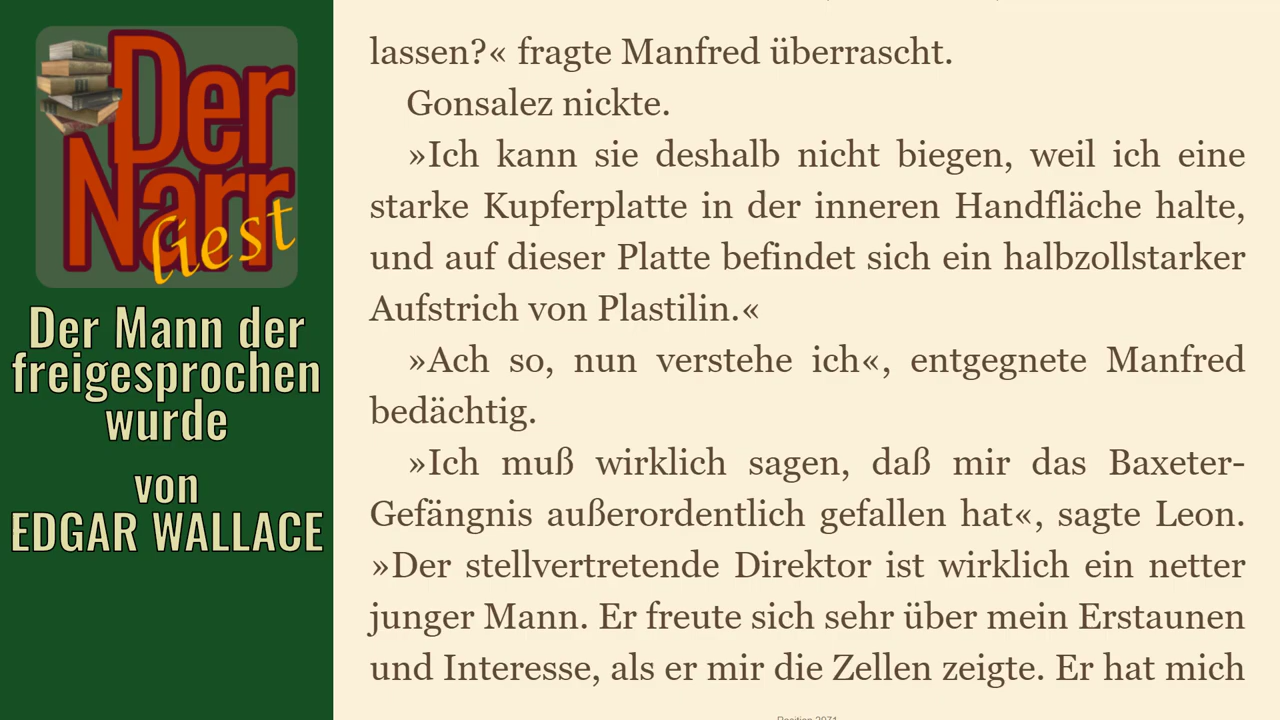 Der
Narr
liest
Der Mann der
freigesprochen
wurde
von
EDGAR WALLACE
lassen?« fragte Manfred überrascht.
Gonsalez nickte.
»Ich kann sie deshalb nicht biegen, weil ich eine
starke Kupferplatte in der inneren Handfläche halte,
und auf dieser Platte befindet sich ein halbzollstarker
Aufstrich von Plastilin.«
»Ach so, nun verstehe ich«, entgegnete Manfred
bedächtig.
»Ich muß wirklich sagen, daß mir das Baxeter-
Gefängnis außerordentlich gefallen hat«, sagte Leon.
»Der stellvertretende Direktor ist wirklich ein netter
junger Mann. Er freute sich sehr über mein Erstaunen
und Interesse, als er mir die Zellen zeigte. Er hat mich